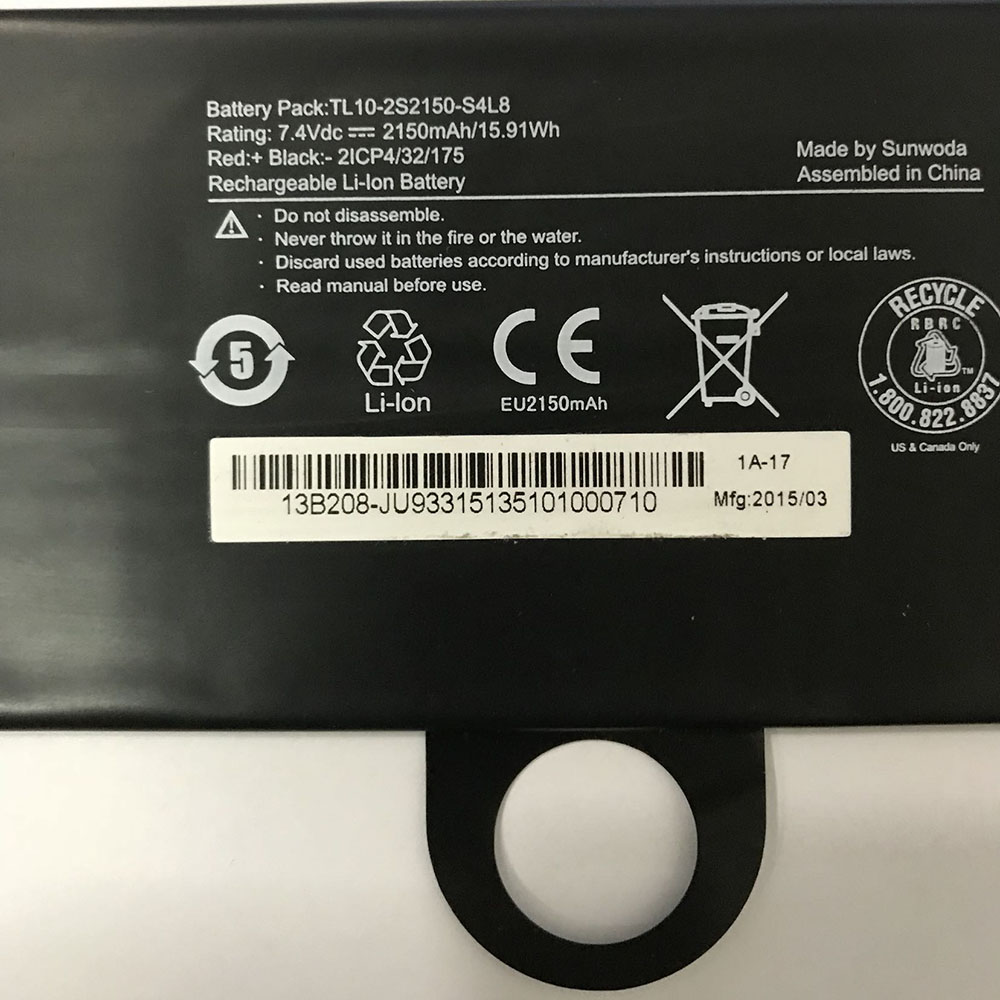 Battery Pack:TL10-2S2150-S4L8
Rating: 7.4Vdc ⎓ 2150mAh/15.91Wh
Red:+ Black:- 2ICP4/32/175
Rechargeable Li-Ion Battery
Made by Sunwoda
Assembled in China
· Do not disassemble.
· Never throw it in the fire or the water.
· Discard used batteries according to manufacturer's instructions or local laws.
· Read manual before use.
5
Li-Ion
CE
EU2150mAh
RECYCLE
RBRC
TM
Li-ion
1.800.822.8837
US & Canada Only
13B208-JU93315135101000710
1A-17
Mfg:2015/03